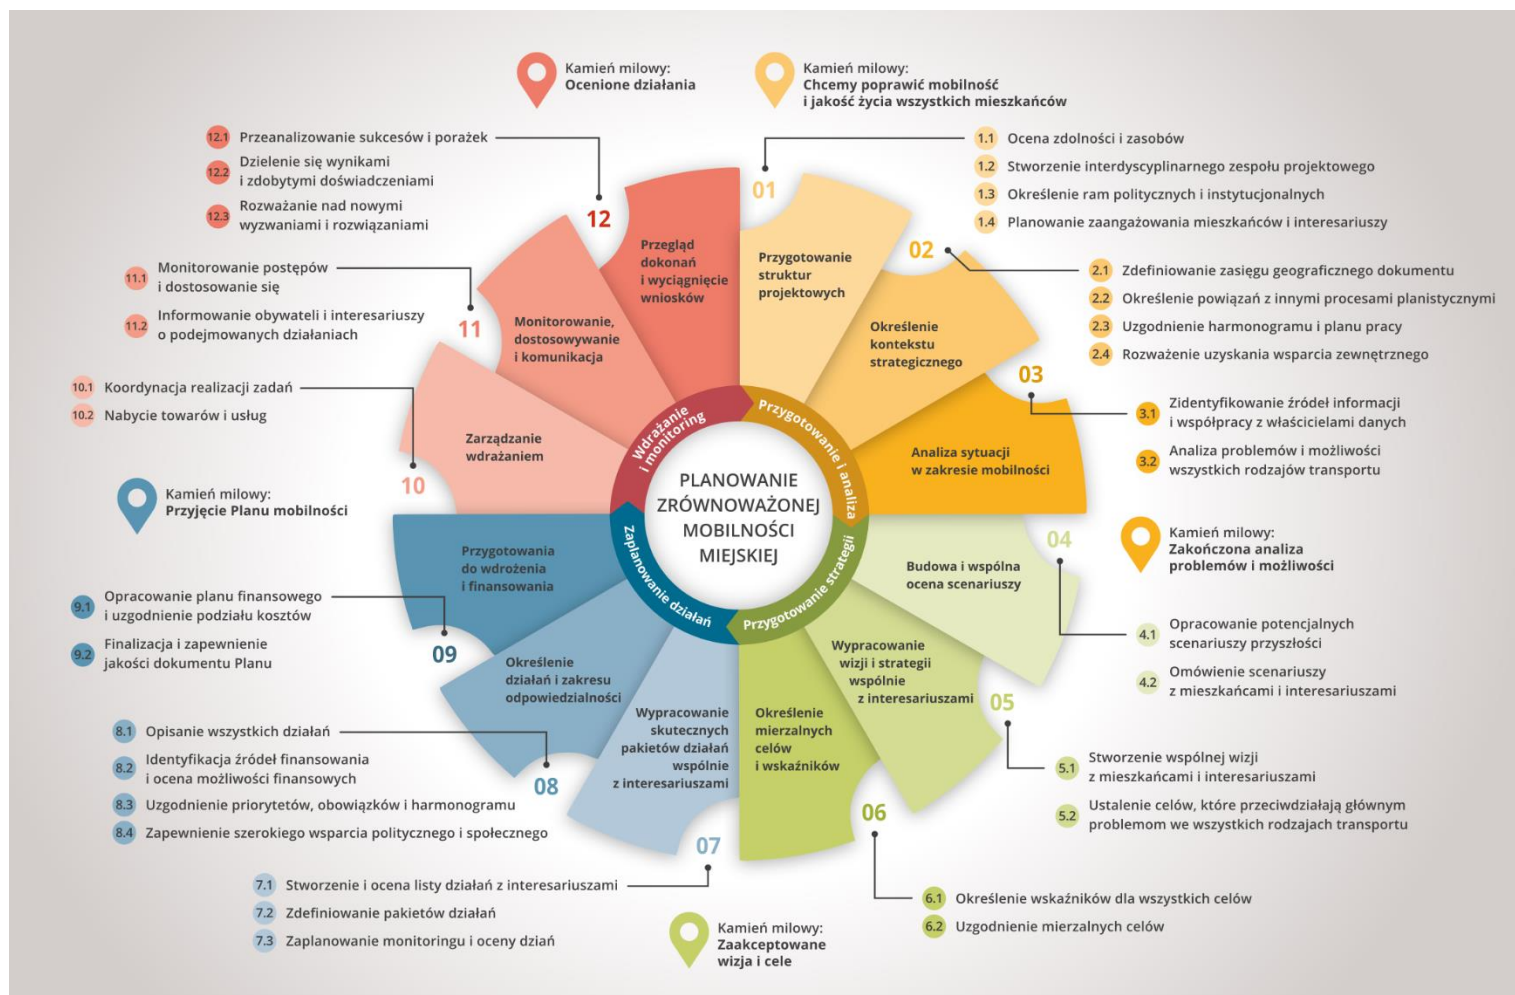 Kamień milowy:
Ocenione działania
Kamień milowy:
Chcemy poprawić mobilność
i jakość życia wszystkich mieszkańców
12.1 Przeanalizowanie sukcesów i porażek
12.2 Dzielenie się wynikami
i zdobytymi doświadczeniami
12.3 Rozważanie nad nowymi
wyzwaniami i rozwiązaniami
1.1 Ocena zdolności i zasobów
1.2 Stworzenie interdyscyplinarnego zespołu projektowego
1.3 Określenie ram politycznych i instytucjonalnych
1.4 Planowanie zaangażowania mieszkańców i interesariuszy
01
Przygotowanie
struktur
projektowych
12
Przegląd
dokonań
i wyciągnięcie
wniosków
02
Określenie
kontekstu
strategicznego
2.1 Zdefiniowanie zasięgu geograficznego dokumentu
2.2 Określenie powiązań z innymi procesami planistycznymi
2.3 Uzgodnienie harmonogramu i planu pracy
2.4 Rozważenie uzyskania wsparcia zewnętrznego
11.1 Monitorowanie postępów
i dostosowanie się
11.2 Informowanie obywateli i interesariuszy
o podejmowanych działaniach
11
Monitorowanie,
dostosowywanie
i komunikacja
03
Analiza sytuacji
w zakresie mobilności
3.1 Zidentyfikowanie źródeł informacji
i współpracy z właścicielami danych
3.2 Analiza problemów i możliwości
wszystkich rodzajów transportu
10.1 Koordynacja realizacji zadań
10.2 Nabycie towarów i usług
10
Zarządzanie
wdrażaniem
Wdrażanie
i monitoring
Przygotowanie i analiza
PLANOWANIE
ZRÓWNOWAŻONEJ
MOBILNOŚCI
MIEJSKIEJ
Zaplanowanie działań
Przygotowanie strategii
Kamień milowy:
Przyjęcie Planu mobilności
Kamień milowy:
Zakończona analiza
problemów i możliwości
04
Budowa i wspólna
ocena scenariuszy
4.1 Opracowanie potencjalnych
scenariuszy przyszłości
4.2 Omówienie scenariuszy
z mieszkańcami i interesariuszami
Przygotowania
do wdrożenia
i finansowania
09
9.1 Opracowanie planu finansowego
i uzgodnienie podziału kosztów
9.2 Finalizacja i zapewnienie
jakości dokumentu Planu
Wypracowanie
wizji i strategii
wspólnie
z interesariuszami
05
5.1 Stworzenie wspólnej wizji
z mieszkańcami i interesariuszami
5.2 Ustalenie celów, które przeciwdziałają głównym
problemom we wszystkich rodzajach transportu
Określenie
działań i zakresu
odpowiedzialności
08
8.1 Opisanie wszystkich działań
8.2 Identyfikacja źródeł finansowania
i ocena możliwości finansowych
8.3 Uzgodnienie priorytetów, obowiązków i harmonogramu
8.4 Zapewnienie szerokiego wsparcia politycznego i społecznego
Wypracowanie
skutecznych
pakietów działań
wspólnie
z interesariuszami
07
Określenie
mierzalnych
celów
i wskaźników
06
7.1 Stworzenie i ocena listy działań z interesariuszami
7.2 Zdefiniowanie pakietów działań
7.3 Zaplanowanie monitoringu i oceny dziań
6.1 Określenie wskaźników dla wszystkich celów
6.2 Uzgodnienie mierzalnych celów
Kamień milowy:
Zaakceptowane
wizja i cele